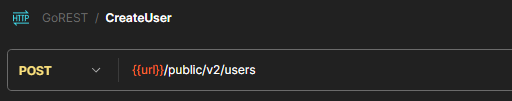 HTTP GoREST / CreateUser
POST {{url}}/public/v2/users